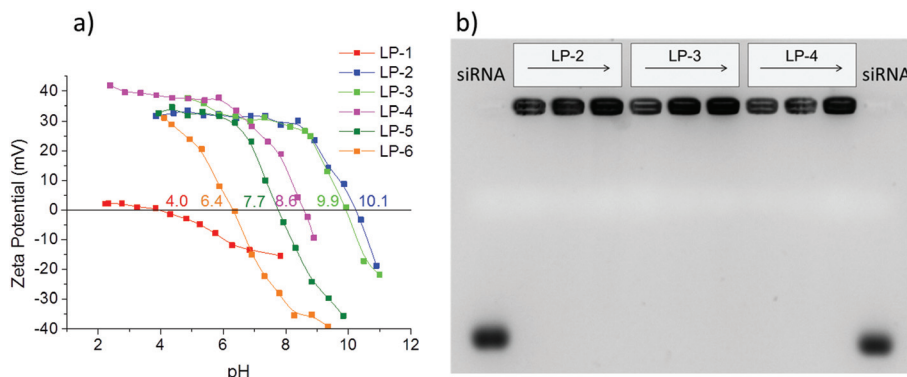 a)
LP-1
LP-2
LP-3
LP-4
LP-5
LP-6
Zeta Potential (mV)
50
40
30
20
10
0
-10
-20
-30
-40
4.0 6.4 7.7 8.6 9.9 10.1
2 4 6 8 10 12
pH
b)
siRNA LP-2 LP-3 LP-4 siRNA